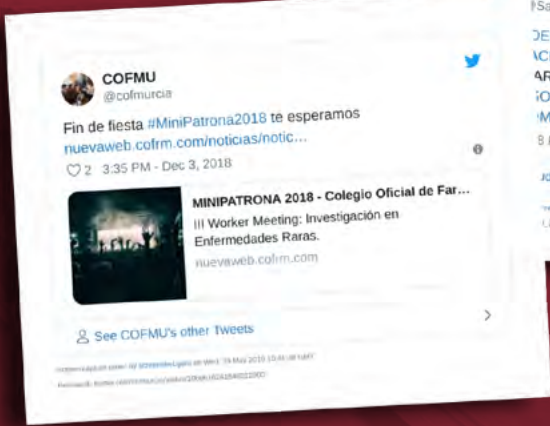 COFMU
@cofmurcia
Fin de fiesta #MiniPatrona2018 te esperamos
nuevaweb.cofrm.com/noticias/notic…
2 3:35 PM - Dec 3, 2018
MINIPATRONA 2018 - Colegio Oficial de Far...
III Worker Meeting: Investigación en
Enfermedades Raras.
nuevaweb.cofrm.com
See COFMU's other Tweets